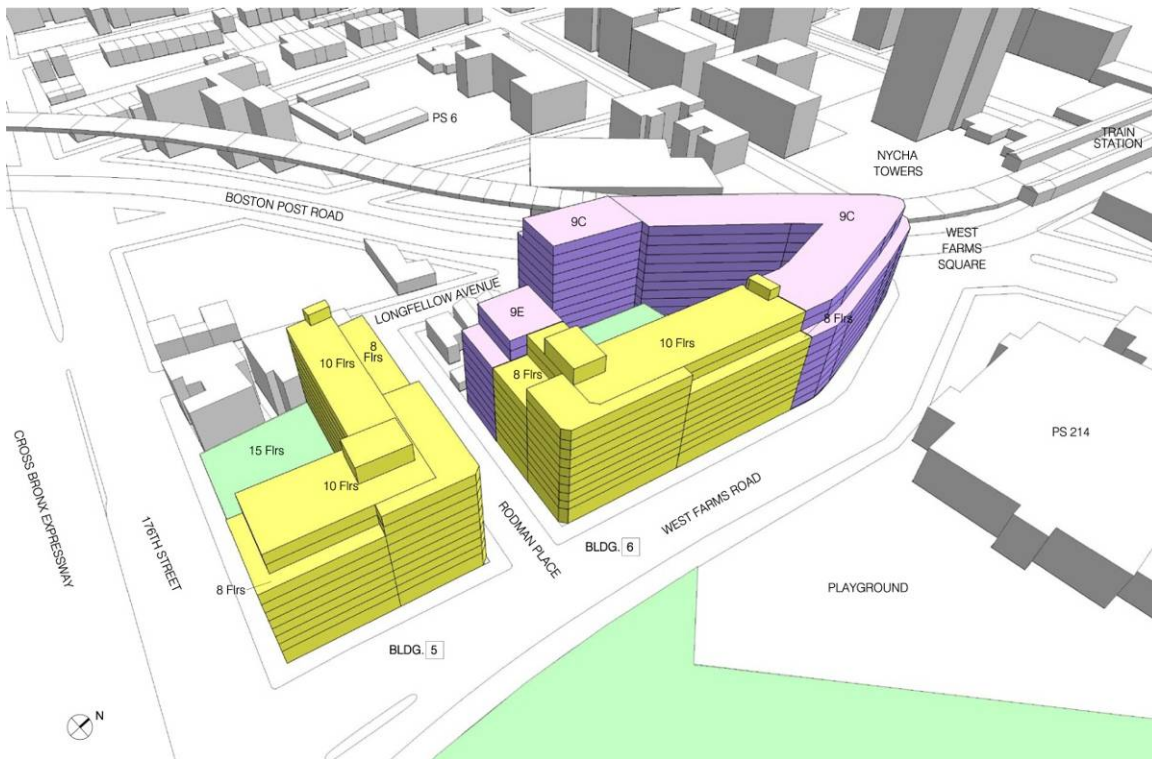 PS 6
NYCHA
TOWERS
TRAIN
STATION
BOSTON POST ROAD
9C
9C
WEST
FARMS
SQUARE
LONGFELLOW AVENUE
9E
8 Flrs
8
Flrs
10 Flrs
10 Flrs
8 Flrs
15 Flrs
10 Flrs
PS 214
CROSS BRONX EXPRESSWAY
176TH STREET
RODMAN PLACE
WEST FARMS ROAD
BLDG. 6
8 Flrs
PLAYGROUND
BLDG. 5
N